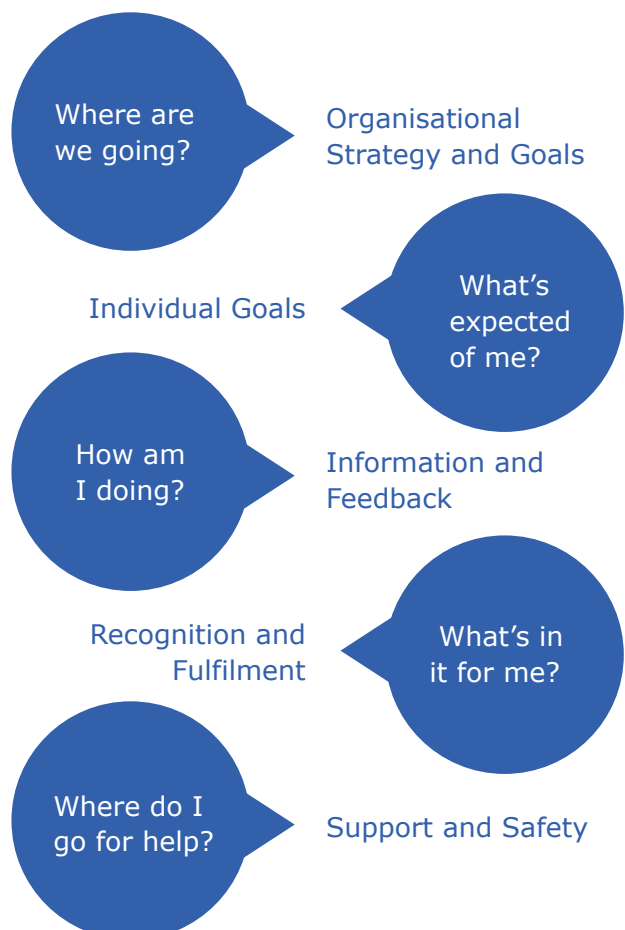 Where are
we going?
Organisational
Strategy and Goals
What's
expected
of me?
Individual Goals
How am
I doing?
Information and
Feedback
What's in
it for me?
Recognition and
Fulfilment
Where do I
go for help?
Support and Safety